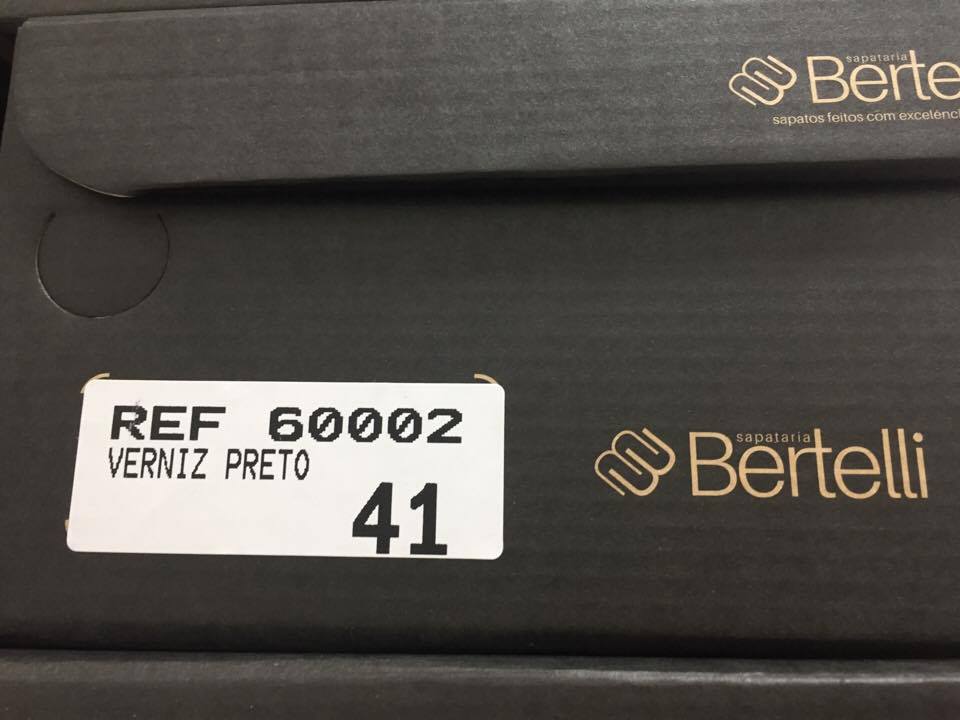 sapataria
Berte
sapatos feitos com excelênc
REF 60002
VERNIZ PRETO
41
sapataria
Bertelli